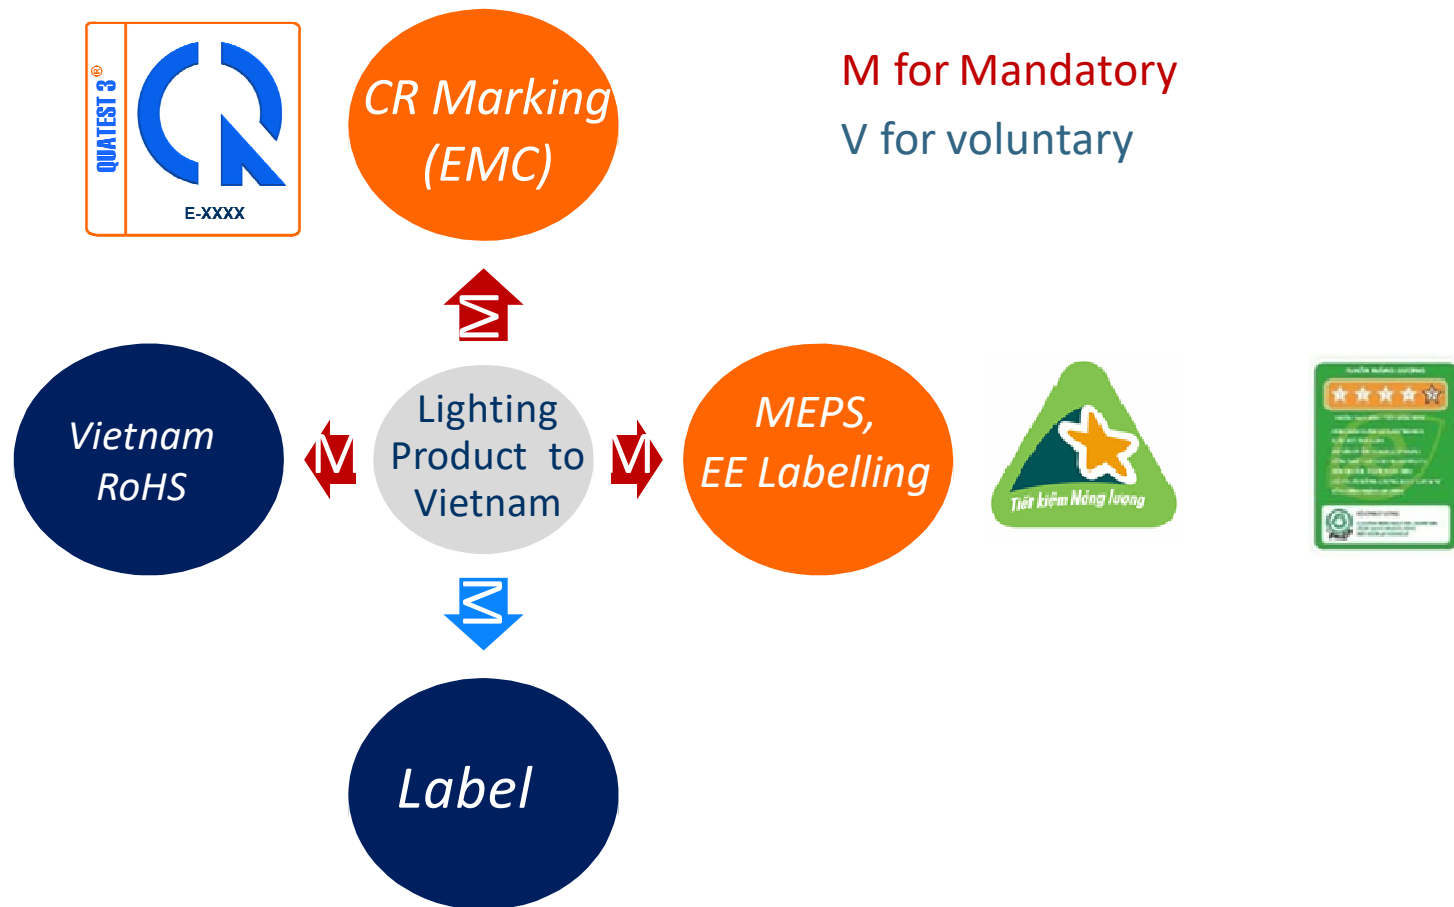 QUATEST 3®
E-XXXX
CR Marking
(EMC)
M for Mandatory
V for voluntary
M
Vietnam
RoHS
M
Lighting
Product to
Vietnam
M
MEPS,
EE Labelling
Tiết kiệm Năng lượng
M
Label